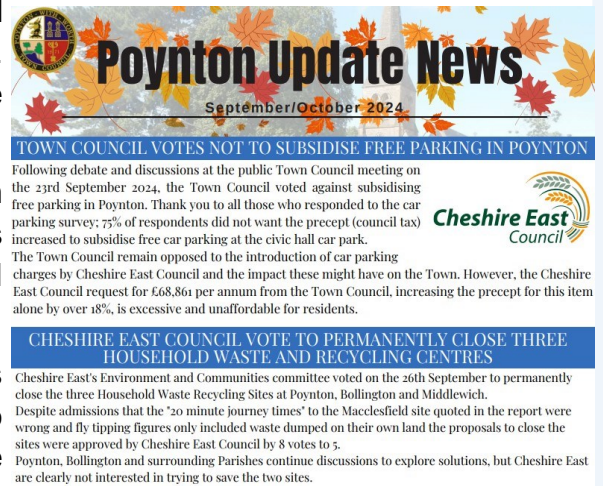 Poynton Update News
September/October 2024
TOWN COUNCIL VOTES NOT TO SUBSIDISE FREE PARKING IN POYNTON
Following debate and discussions at the public Town Council meeting on
the 23rd September 2024, the Town Council voted against subsidising
free parking in Poynton. Thank you to all those who responded to the car
parking survey; 75% of respondents did not want the precept (council tax)
increased to subsidise free car parking at the civic hall car park.
Cheshire East
Council
The Town Council remain opposed to the introduction of car parking
charges by Cheshire East Council and the impact these might have on the Town. However, the Cheshire
East Council request for £68,861 per annum from the Town Council, increasing the precept for this item
alone by over 18%, is excessive and unaffordable for residents.
CHESHIRE EAST COUNCIL VOTE TO PERMANENTLY CLOSE THREE
HOUSEHOLD WASTE AND RECYCLING CENTRES
Cheshire East's Environment and Communities committee voted on the 26th September to permanently
close the three Household Waste Recycling Sites at Poynton, Bollington and Middlewich.
Despite admissions that the "20 minute journey times" to the Macclesfield site quoted in the report were
wrong and fly tipping figures only included waste dumped on their own land the proposals to close the
sites were approved by Cheshire East Council by 8 votes to 5.
Poynton, Bollington and surrounding Parishes continue discussions to explore solutions, but Cheshire East
are clearly not interested in trying to save the two sites.